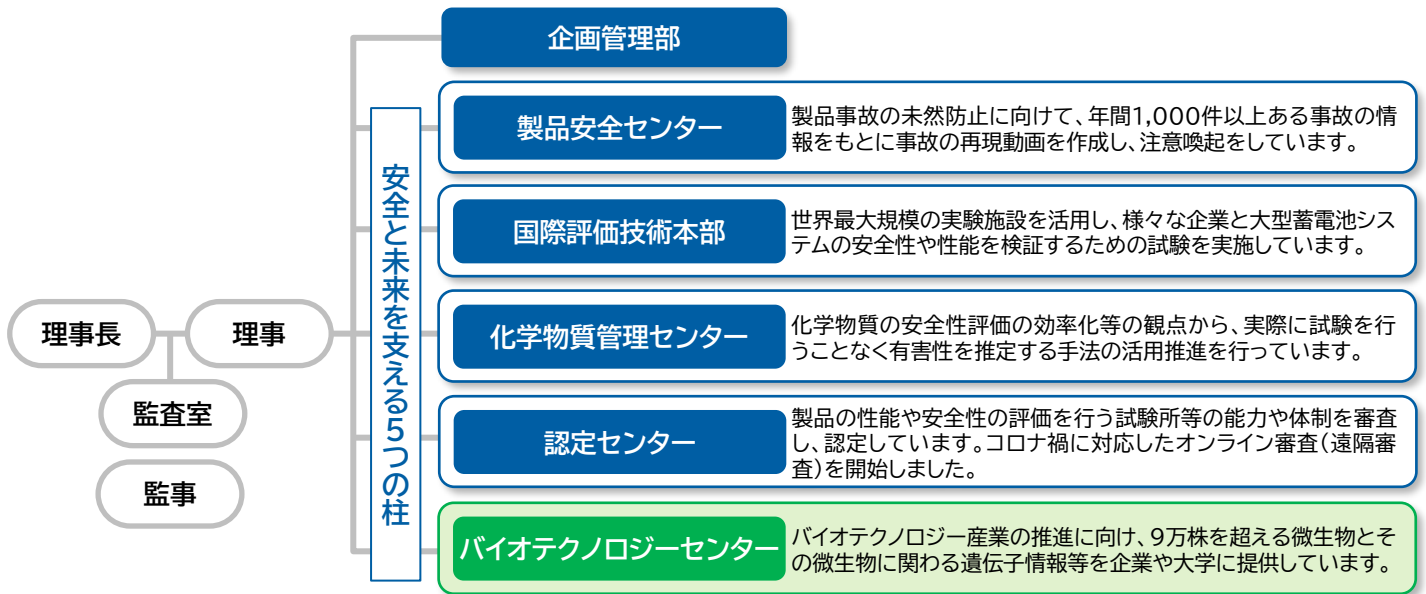 企画管理部
安全と未来を支える5つの柱
製品安全センター
製品事故の未然防止に向けて、年間1,000件以上ある事故の情
報をもとに事故の再現動画を作成し、注意喚起をしています。
国際評価技術本部
世界最大規模の実験施設を活用し、様々な企業と大型蓄電池シス
テムの安全性や性能を検証するための試験を実施しています。
理事長
理事
監査室
監事
化学物質管理センター
化学物質の安全性評価の効率化等の観点から、実際に試験を行
うことなく有害性を推定する手法の活用推進を行っています。
認定センター
製品の性能や安全性の評価を行う試験所等の能力や体制を審査
し、認定しています。コロナ禍に対応したオンライン審査(遠隔審
査)を開始しました。
バイオテクノロジーセンター
バイオテクノロジー産業の推進に向け、9万株を超える微生物とそ
の微生物に関わる遺伝子情報等を企業や大学に提供しています。